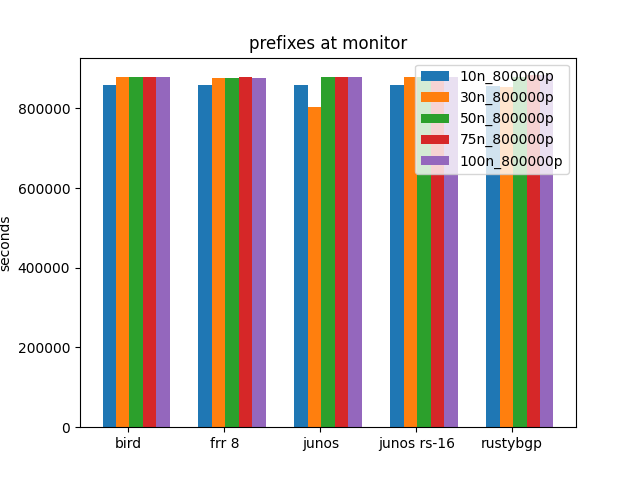 prefixes at monitor
10n_800000p
30n_800000p
50n_800000p
75n_800000p
100n_800000p
seconds
800000
600000
400000
200000
0
bird
frr 8
junos
junos rs-16
rustybgp